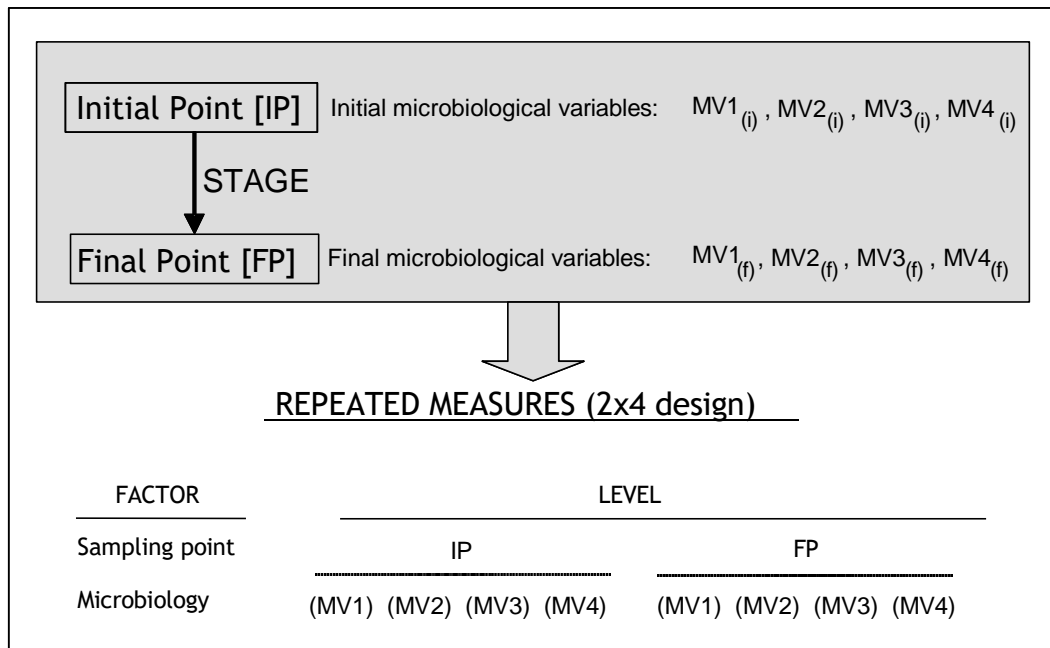 Initial Point [IP] Initial microbiological variables: MV1(i) , MV2(i) , MV3(i) , MV4 (i)
STAGE
Final Point [FP] Final microbiological variables: MV1(f), MV2(f) , MV3(f) , MV4(f)
REPEATED MEASURES (2x4 design)
FACTOR LEVEL
Sampling point IP FP
Microbiology (MV1) (MV2) (MV3) (MV4) (MV1) (MV2) (MV3) (MV4)